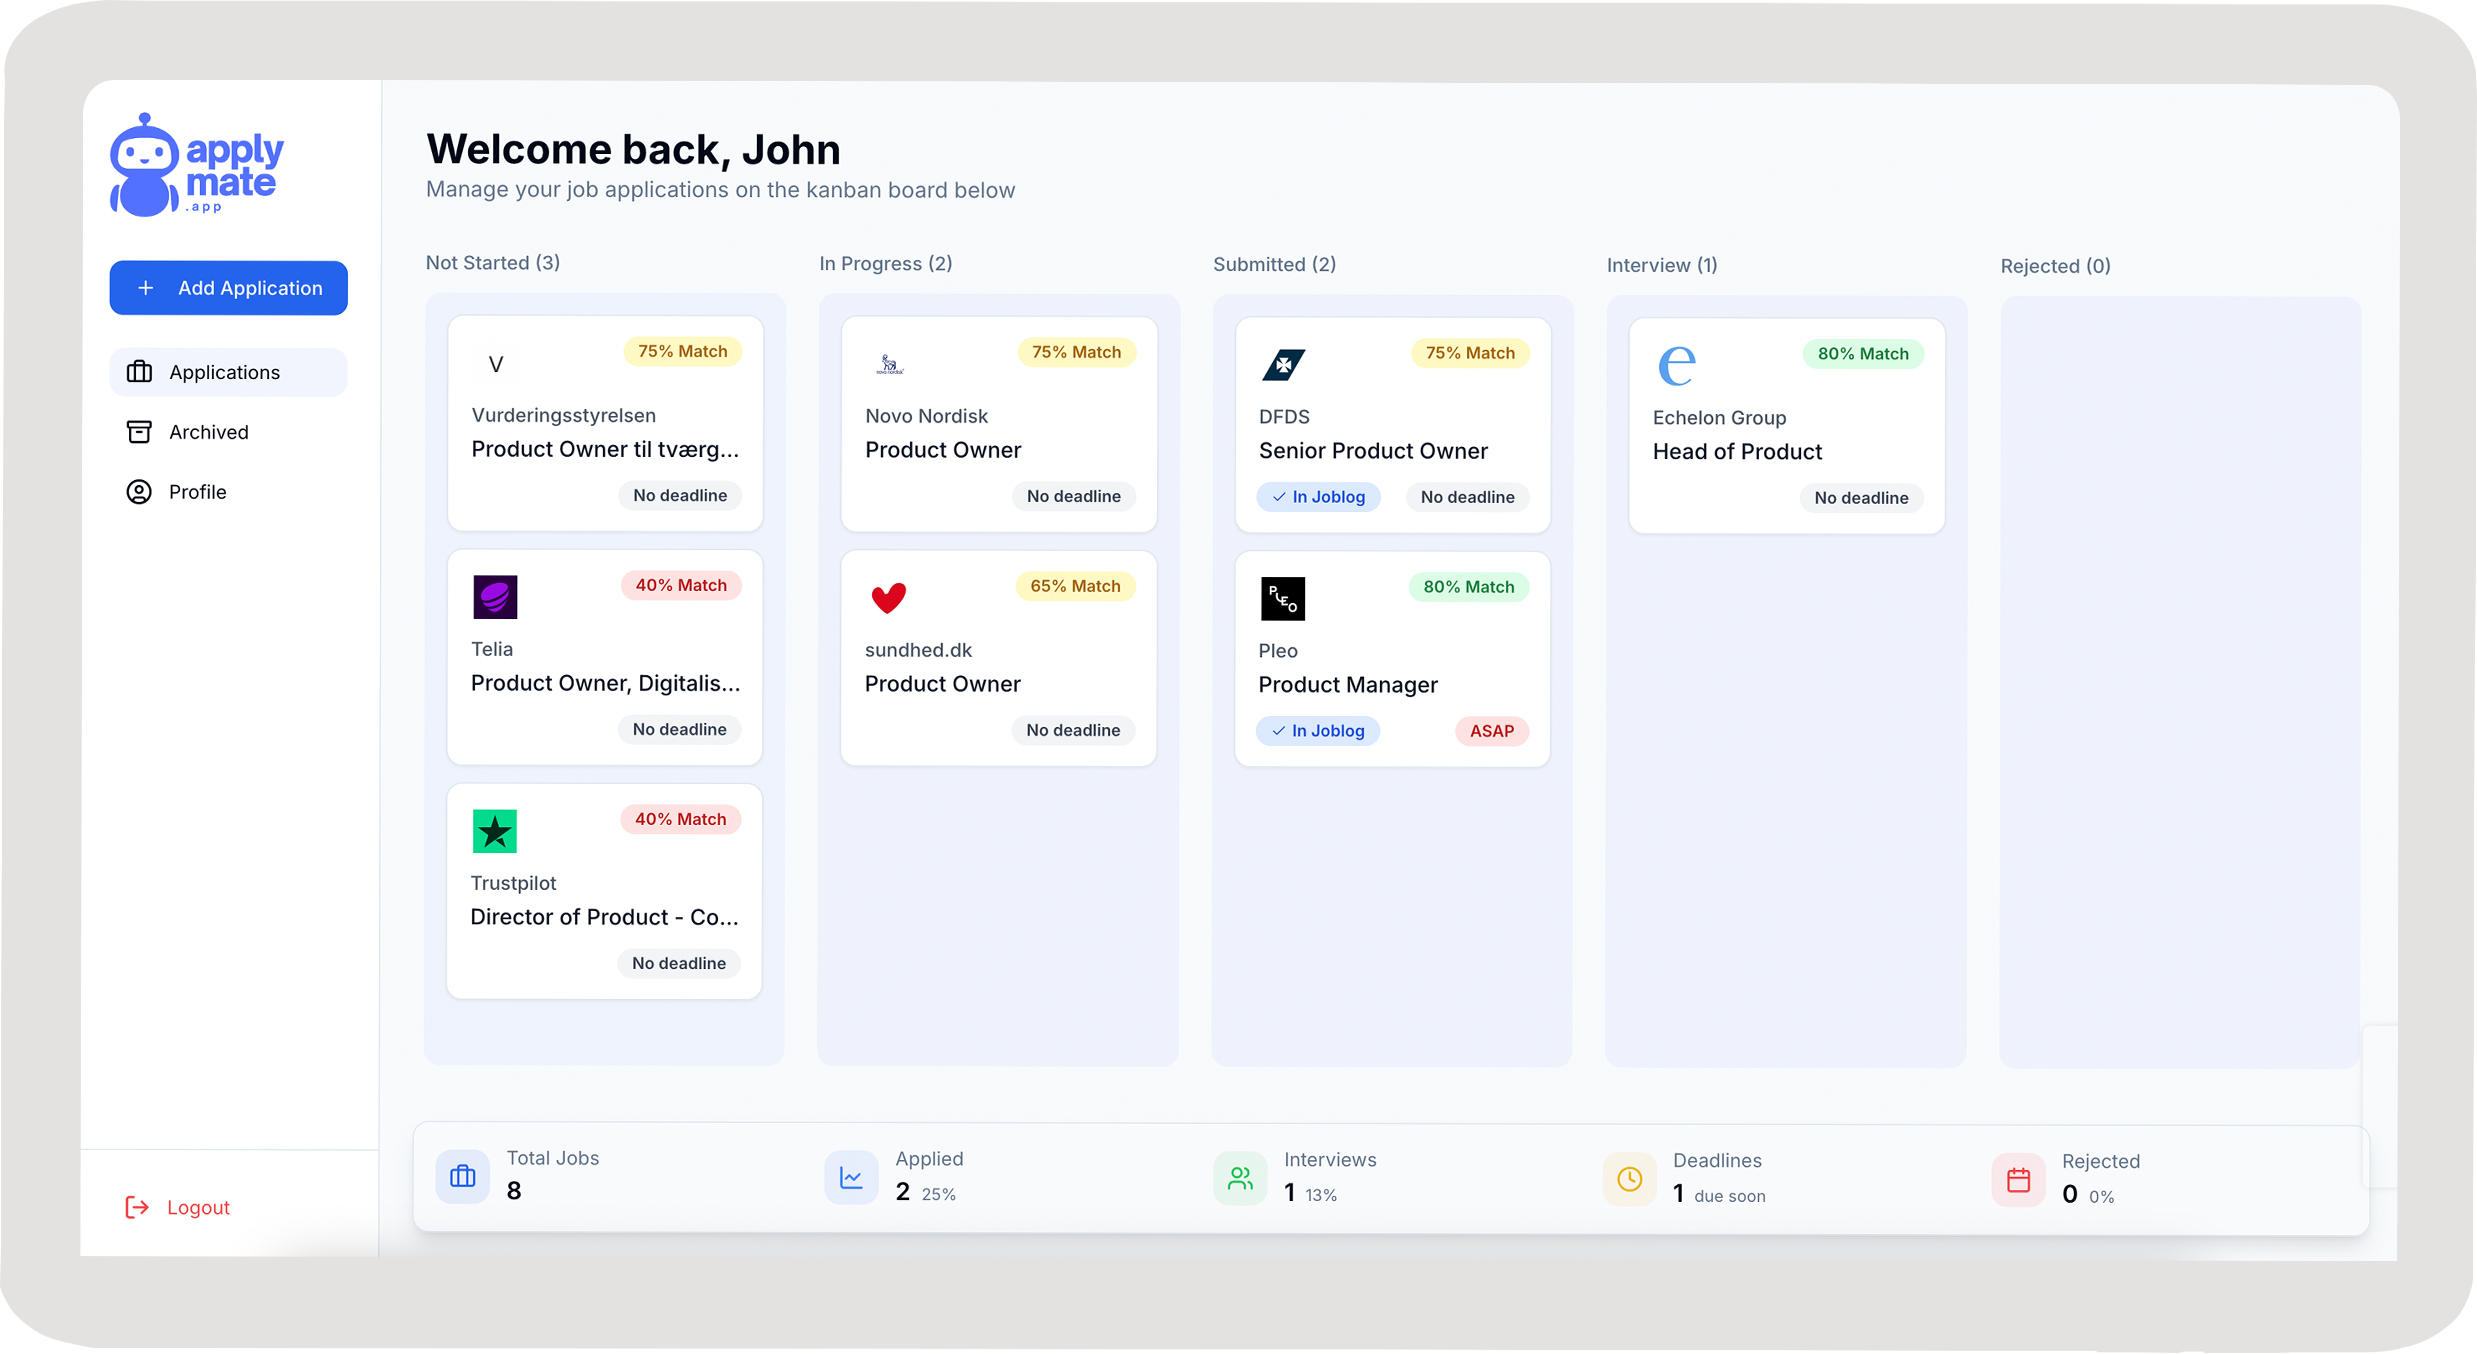 apply
mate
.app
Add Application
Applications
Archived
Profile
Logout
Welcome back, John
Manage your job applications on the kanban board below
Not Started (3)
V
75% Match
Vurderingsstyrelsen
Product Owner til tværg...
No deadline
40% Match
Telia
Product Owner, Digitalis...
No deadline
40% Match
Trustpilot
Director of Product - Co...
No deadline
In Progress (2)
novo nordisk
75% Match
Novo Nordisk
Product Owner
No deadline
65% Match
sundhed.dk
Product Owner
No deadline
Submitted (2)
75% Match
DFDS
Senior Product Owner
In Joblog
No deadline
PLEO
80% Match
Pleo
Product Manager
In Joblog
ASAP
Interview (1)
e
80% Match
Echelon Group
Head of Product
No deadline
Rejected (0)
Total Jobs
8
Applied
2 25%
Interviews
1 13%
Deadlines
1 due soon
Rejected
0 0%